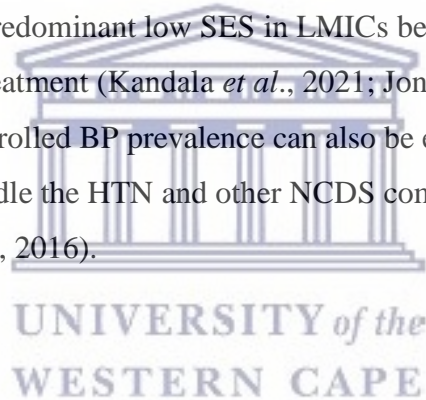 redominant low SES in LMICs be
eatment (Kandala et al., 2021; Jon
rolled BP prevalence can also be e
dle the HTN and other NCDS con
, 2016).
UNIVERSITY of the
WESTERN CAPE